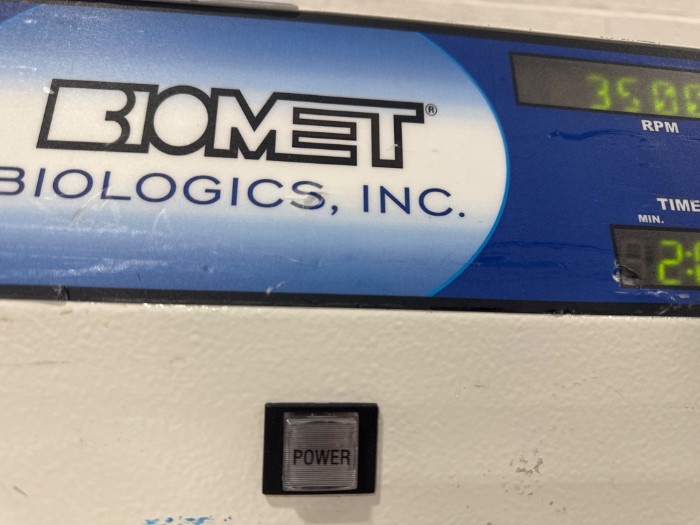 BIOMET®
BIOLOGICS, INC.
RPM
TIME
MIN.
POWER